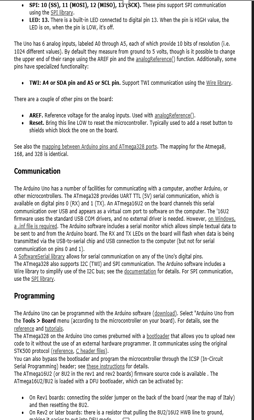 SPI: 10 (SS), 11 (MOSI), 12 (MISO), 13 (SCK). These pins support SPI communication
using the SPI library.
LED: 13. There is a built-in LED connected to digital pin 13. When the pin is HIGH value, the
LED is on, when the pin is LOW, it's off.
The Uno has 6 analog inputs, labeled A0 through A5, each of which provide 10 bits of resolution (i.e.
1024 different values). By default they measure from ground to 5 volts, though is it possible to change
the upper end of their range using the AREF pin and the analogReference() function. Additionally, some
pins have specialized functionality:
TWI: A4 or SDA pin and A5 or SCL pin. Support TWI communication using the Wire library.
There are a couple of other pins on the board:
AREF. Reference voltage for the analog inputs. Used with analogReference().
Reset. Bring this line LOW to reset the microcontroller. Typically used to add a reset button to
shields which block the one on the board.
See also the mapping between Arduino pins and ATmega328 ports. The mapping for the Atmega8,
168, and 328 is identical.
Communication
The Arduino Uno has a number of facilities for communicating with a computer, another Arduino, or
other microcontrollers. The ATmega328 provides UART TTL (5V) serial communication, which is
available on digital pins 0 (RX) and 1 (TX). An ATmega16U2 on the board channels this serial
communication over USB and appears as a virtual com port to software on the computer. The '16U2
firmware uses the standard USB COM drivers, and no external driver is needed. However, on Windows,
a .inf file is required. The Arduino software includes a serial monitor which allows simple textual data to
be sent to and from the Arduino board. The RX and TX LEDs on the board will flash when data is being
transmitted via the USB-to-serial chip and USB connection to the computer (but not for serial
communication on pins 0 and 1).
A SoftwareSerial library allows for serial communication on any of the Uno's digital pins.
The ATmega328 also supports I2C (TWI) and SPI communication. The Arduino software includes a
Wire library to simplify use of the I2C bus; see the documentation for details. For SPI communication,
use the SPI library.
Programming
The Arduino Uno can be programmed with the Arduino software (download). Select "Arduino Uno from
the Tools > Board menu (according to the microcontroller on your board). For details, see the
reference and tutorials.
The ATmega328 on the Arduino Uno comes preburned with a bootloader that allows you to upload new
code to it without the use of an external hardware programmer. It communicates using the original
STK500 protocol (reference, C header files).
You can also bypass the bootloader and program the microcontroller through the ICSP (In-Circuit
Serial Programming) header; see these instructions for details.
The ATmega16U2 (or 8U2 in the rev1 and rev2 boards) firmware source code is available . The
ATmega16U2/8U2 is loaded with a DFU bootloader, which can be activated by:
On Rev1 boards: connecting the solder jumper on the back of the board (near the map of Italy)
and then resetting the 8U2.
On Rev2 or later boards: there is a resistor that pulling the 8U2/16U2 HWB line to ground,